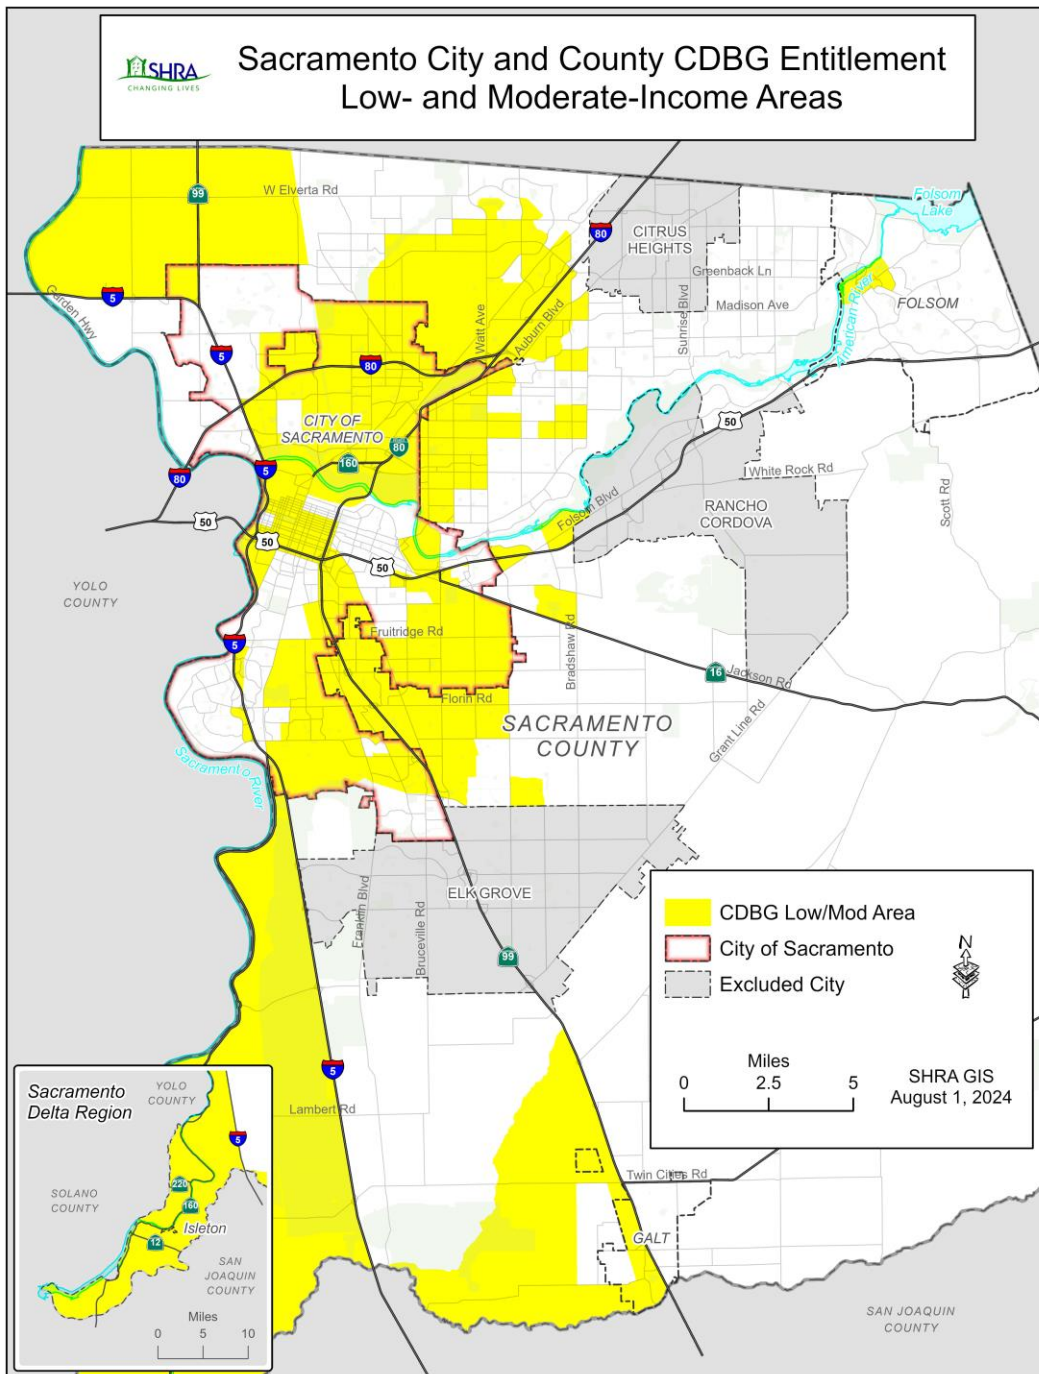 SHRA
CHANGING LIVES
Sacramento City and County CDBG Entitlement
Low- and Moderate-Income Areas
99
W Elverta Rd
Folsom
Lake
80
CITRUS
HEIGHTS
Greenback Ln
5
Garden Hwy
Madison Ave
Sunrise Blvd
American River
FOLSOM
Watt Ave
Auburn Blvd
5
80
CITY OF
SACRAMENTO
80
160
50
5
80
White Rock Rd
Scott Rd
Folsom Blvd
RANCHO
CORDOVA
50
50
50
YOLO
COUNTY
Fruitridge Rd
Bradshaw Rd
5
16
Jackson Rd
Florin Rd
Grant Line Rd
SACRAMENTO
COUNTY
Sacramento River
ELK GROVE
Franklin Blvd
Bruceville Rd
99
CDBG Low/Mod Area
City of Sacramento
Excluded City
N
Miles
0 2.5 5
SHRA GIS
August 1, 2024
5
Lambert Rd
Twin Cities Rd
GALT
SAN JOAQUIN
COUNTY
Sacramento
Delta Region
YOLO
COUNTY
5
SOLANO
COUNTY
220
160
Isleton
12
SAN
JOAQUIN
COUNTY
Miles
0 5 10